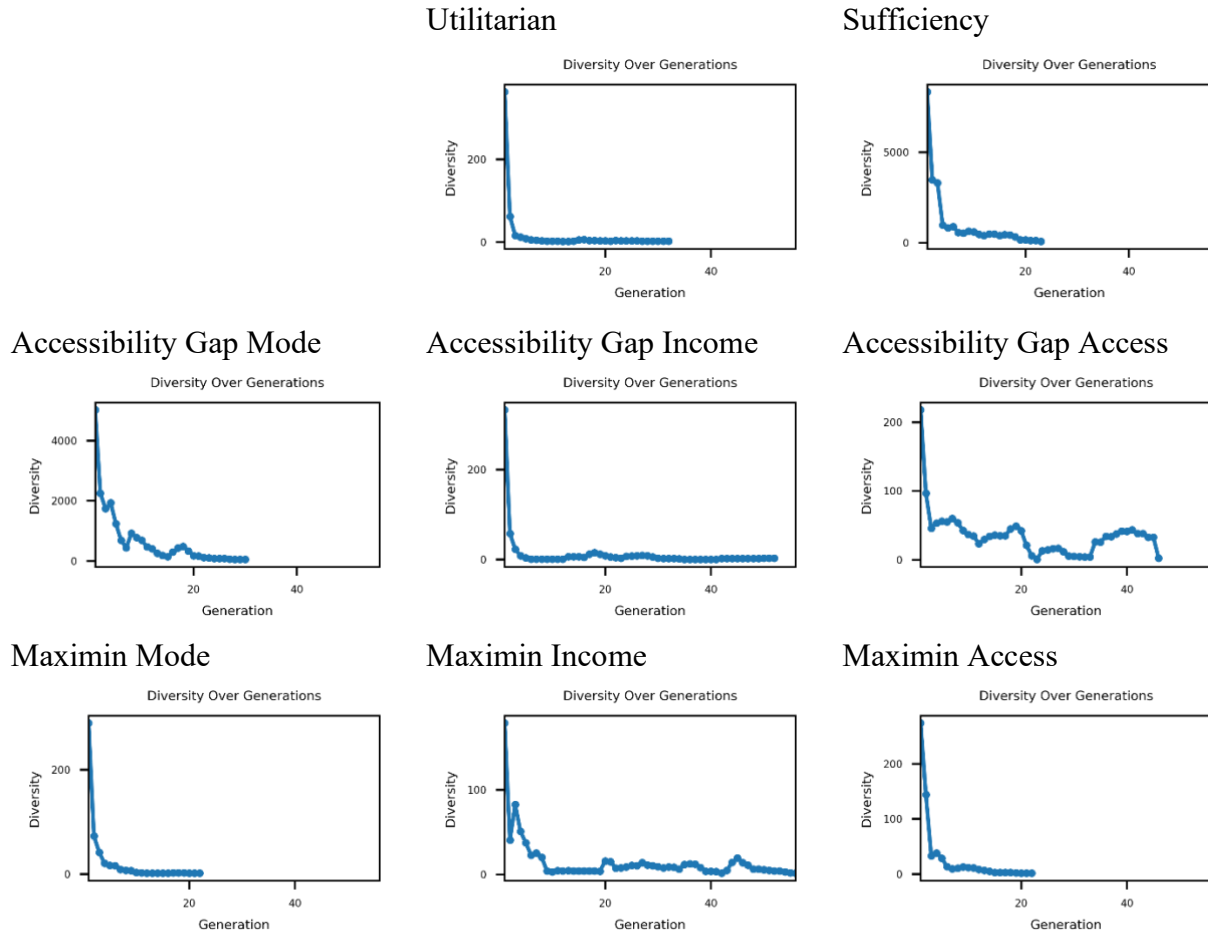 Utilitarian
Sufficiency
Diversity Over Generations
200
0
Diversity
20
40
Generation
Diversity Over Generations
5000
0
Diversity
20
40
Generation
Accessibility Gap Mode
Accessibility Gap Income
Accessibility Gap Access
Diversity Over Generations
4000
2000
0
Diversity
20
40
Generation
Diversity Over Generations
200
0
Diversity
20
40
Generation
Diversity Over Generations
200
100
0
Diversity
20
40
Generation
Maximin Mode
Maximin Income
Maximin Access
Diversity Over Generations
200
0
Diversity
20
40
Generation
Diversity Over Generations
100
0
Diversity
20
40
Generation
Diversity Over Generations
200
100
0
Diversity
20
40
Generation